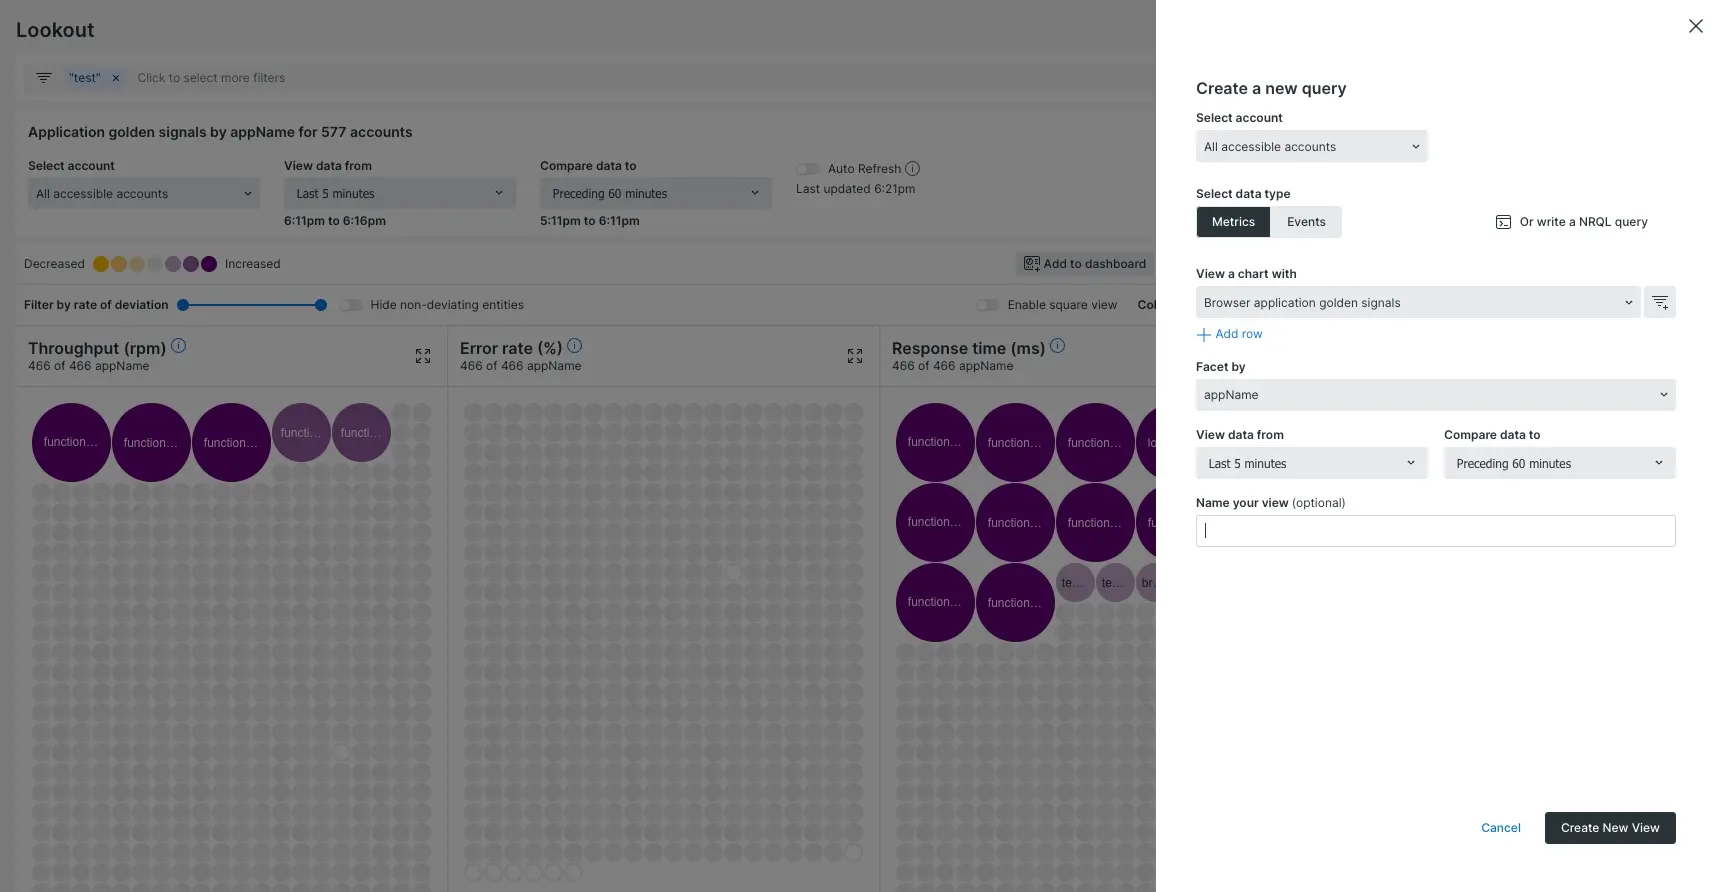 Lookout
"test" × Click to select more filters
Application golden signals by appName for 577 accounts
Select account
View data from
Compare data to
Auto Refresh
All accessible accounts
Last 5 minutes
Preceding 60 minutes
Last updated 6:21pm
6:11pm to 6:16pm
5:11pm to 6:11pm
Decreased
Increased
Add to dashboard
Filter by rate of deviation
Hide non-deviating entities
Enable square view
Col
Throughput (rpm)
466 of 466 appName
Error rate (%)
466 of 466 appName
Response time (ms)
466 of 466 appName
function...
function...
function...
functi...
functi...
function...
function...
function...
lo
function...
function...
function...
fu
function...
function...
te...
te...
br...
Create a new query
Select account
All accessible accounts
Select data type
Metrics
Events
Or write a NRQL query
View a chart with
Browser application golden signals
Add row
Facet by
appName
View data from
Compare data to
Last 5 minutes
Preceding 60 minutes
Name your view (optional)
Cancel
Create New View